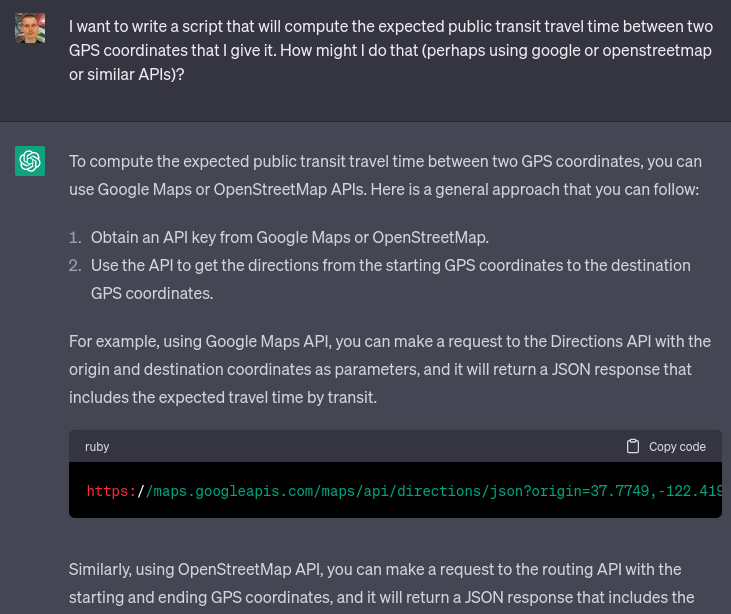 I want to write a script that will compute the expected public transit travel time between two
GPS coordinates that I give it. How might I do that (perhaps using google or openstreetmap
or similar APIs)?
To compute the expected public transit travel time between two GPS coordinates, you can
use Google Maps or OpenStreetMap APIs. Here is a general approach that you can follow:
1. Obtain an API key from Google Maps or OpenStreetMap.
2. Use the API to get the directions from the starting GPS coordinates to the destination
GPS coordinates.
For example, using Google Maps API, you can make a request to the Directions API with the
origin and destination coordinates as parameters, and it will return a JSON response that
includes the expected travel time by transit.
ruby Copy code
https://maps.googleapis.com/maps/api/directions/json?origin=37.7749,-122.419
Similarly, using OpenStreetMap API, you can make a request to the routing API with the
starting and ending GPS coordinates, and it will return a JSON response that includes the